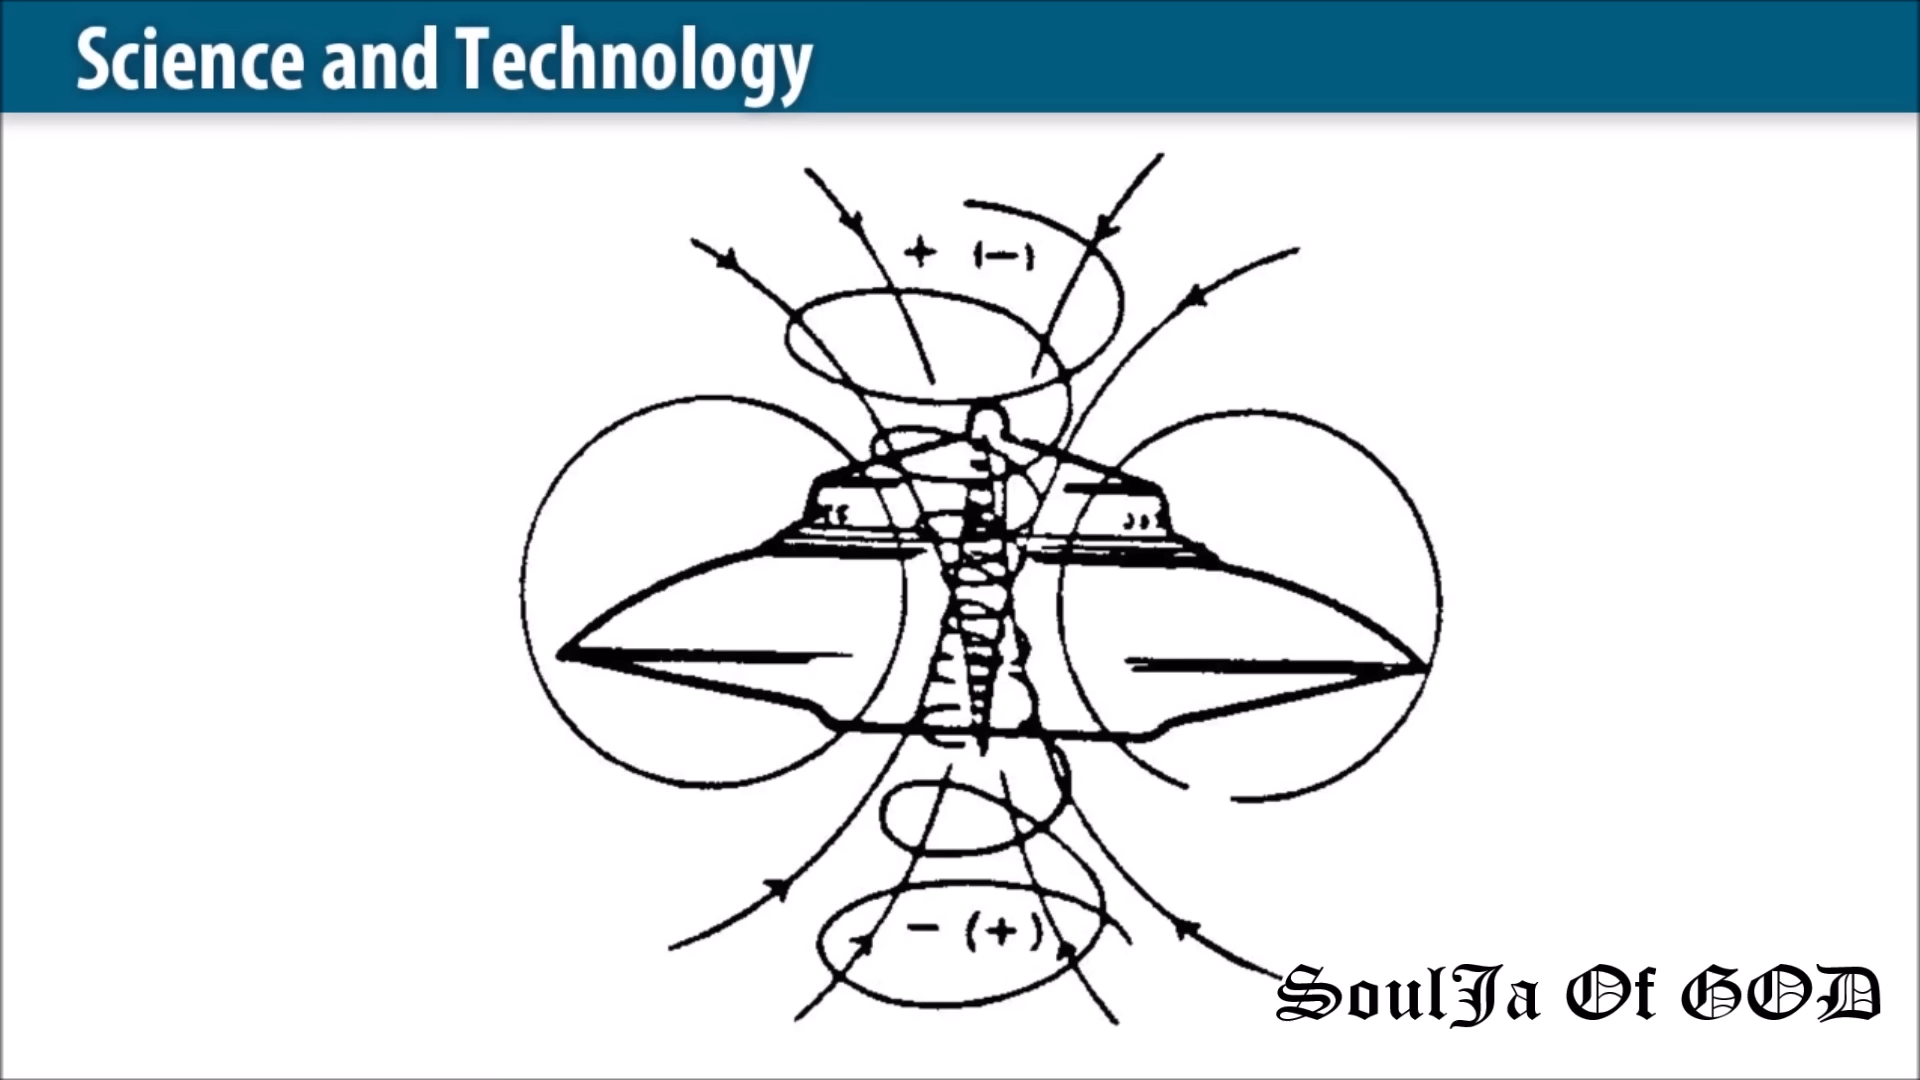 Science and Technology
+ (-)
- (+)
SoulJa Of GOD